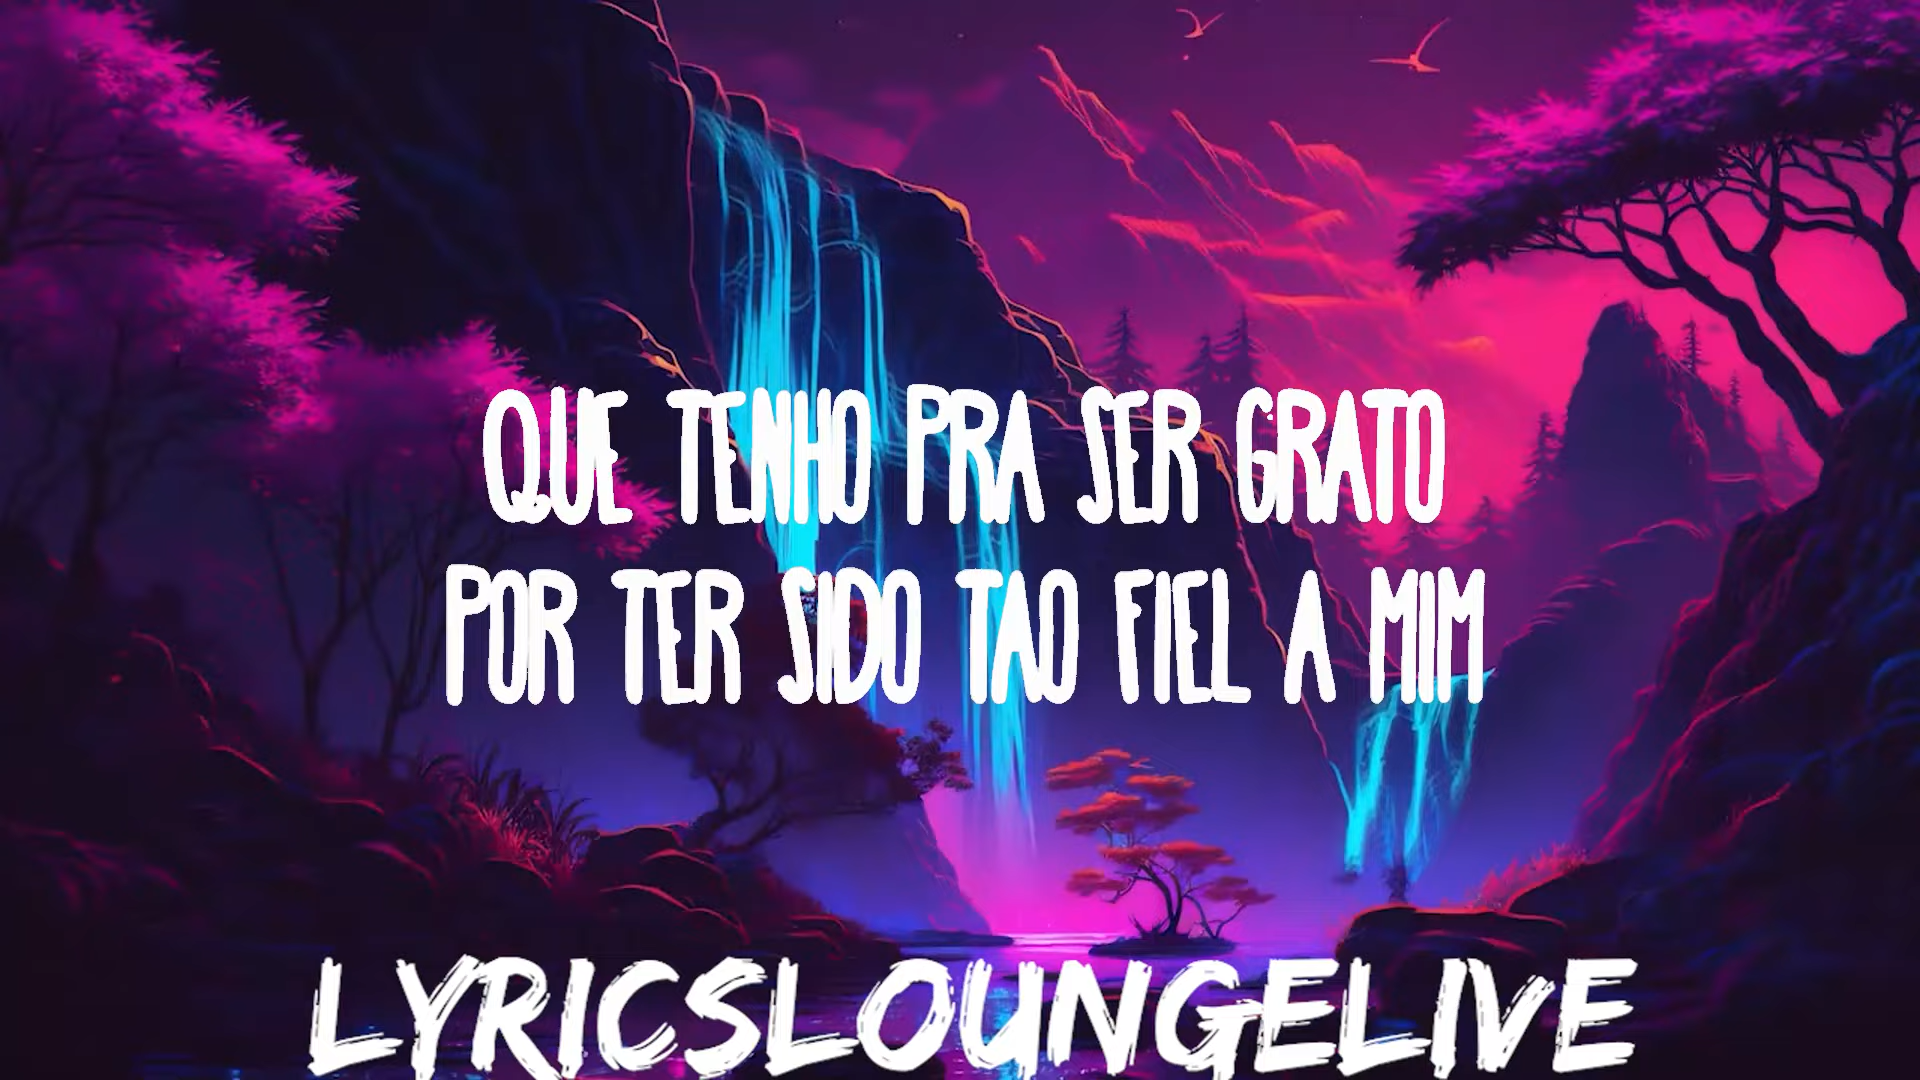 QUE TENHO PRA SER GRATO
POR TER SIDO TAO FIEL A MIM
LYRICSLOUNGELIVE